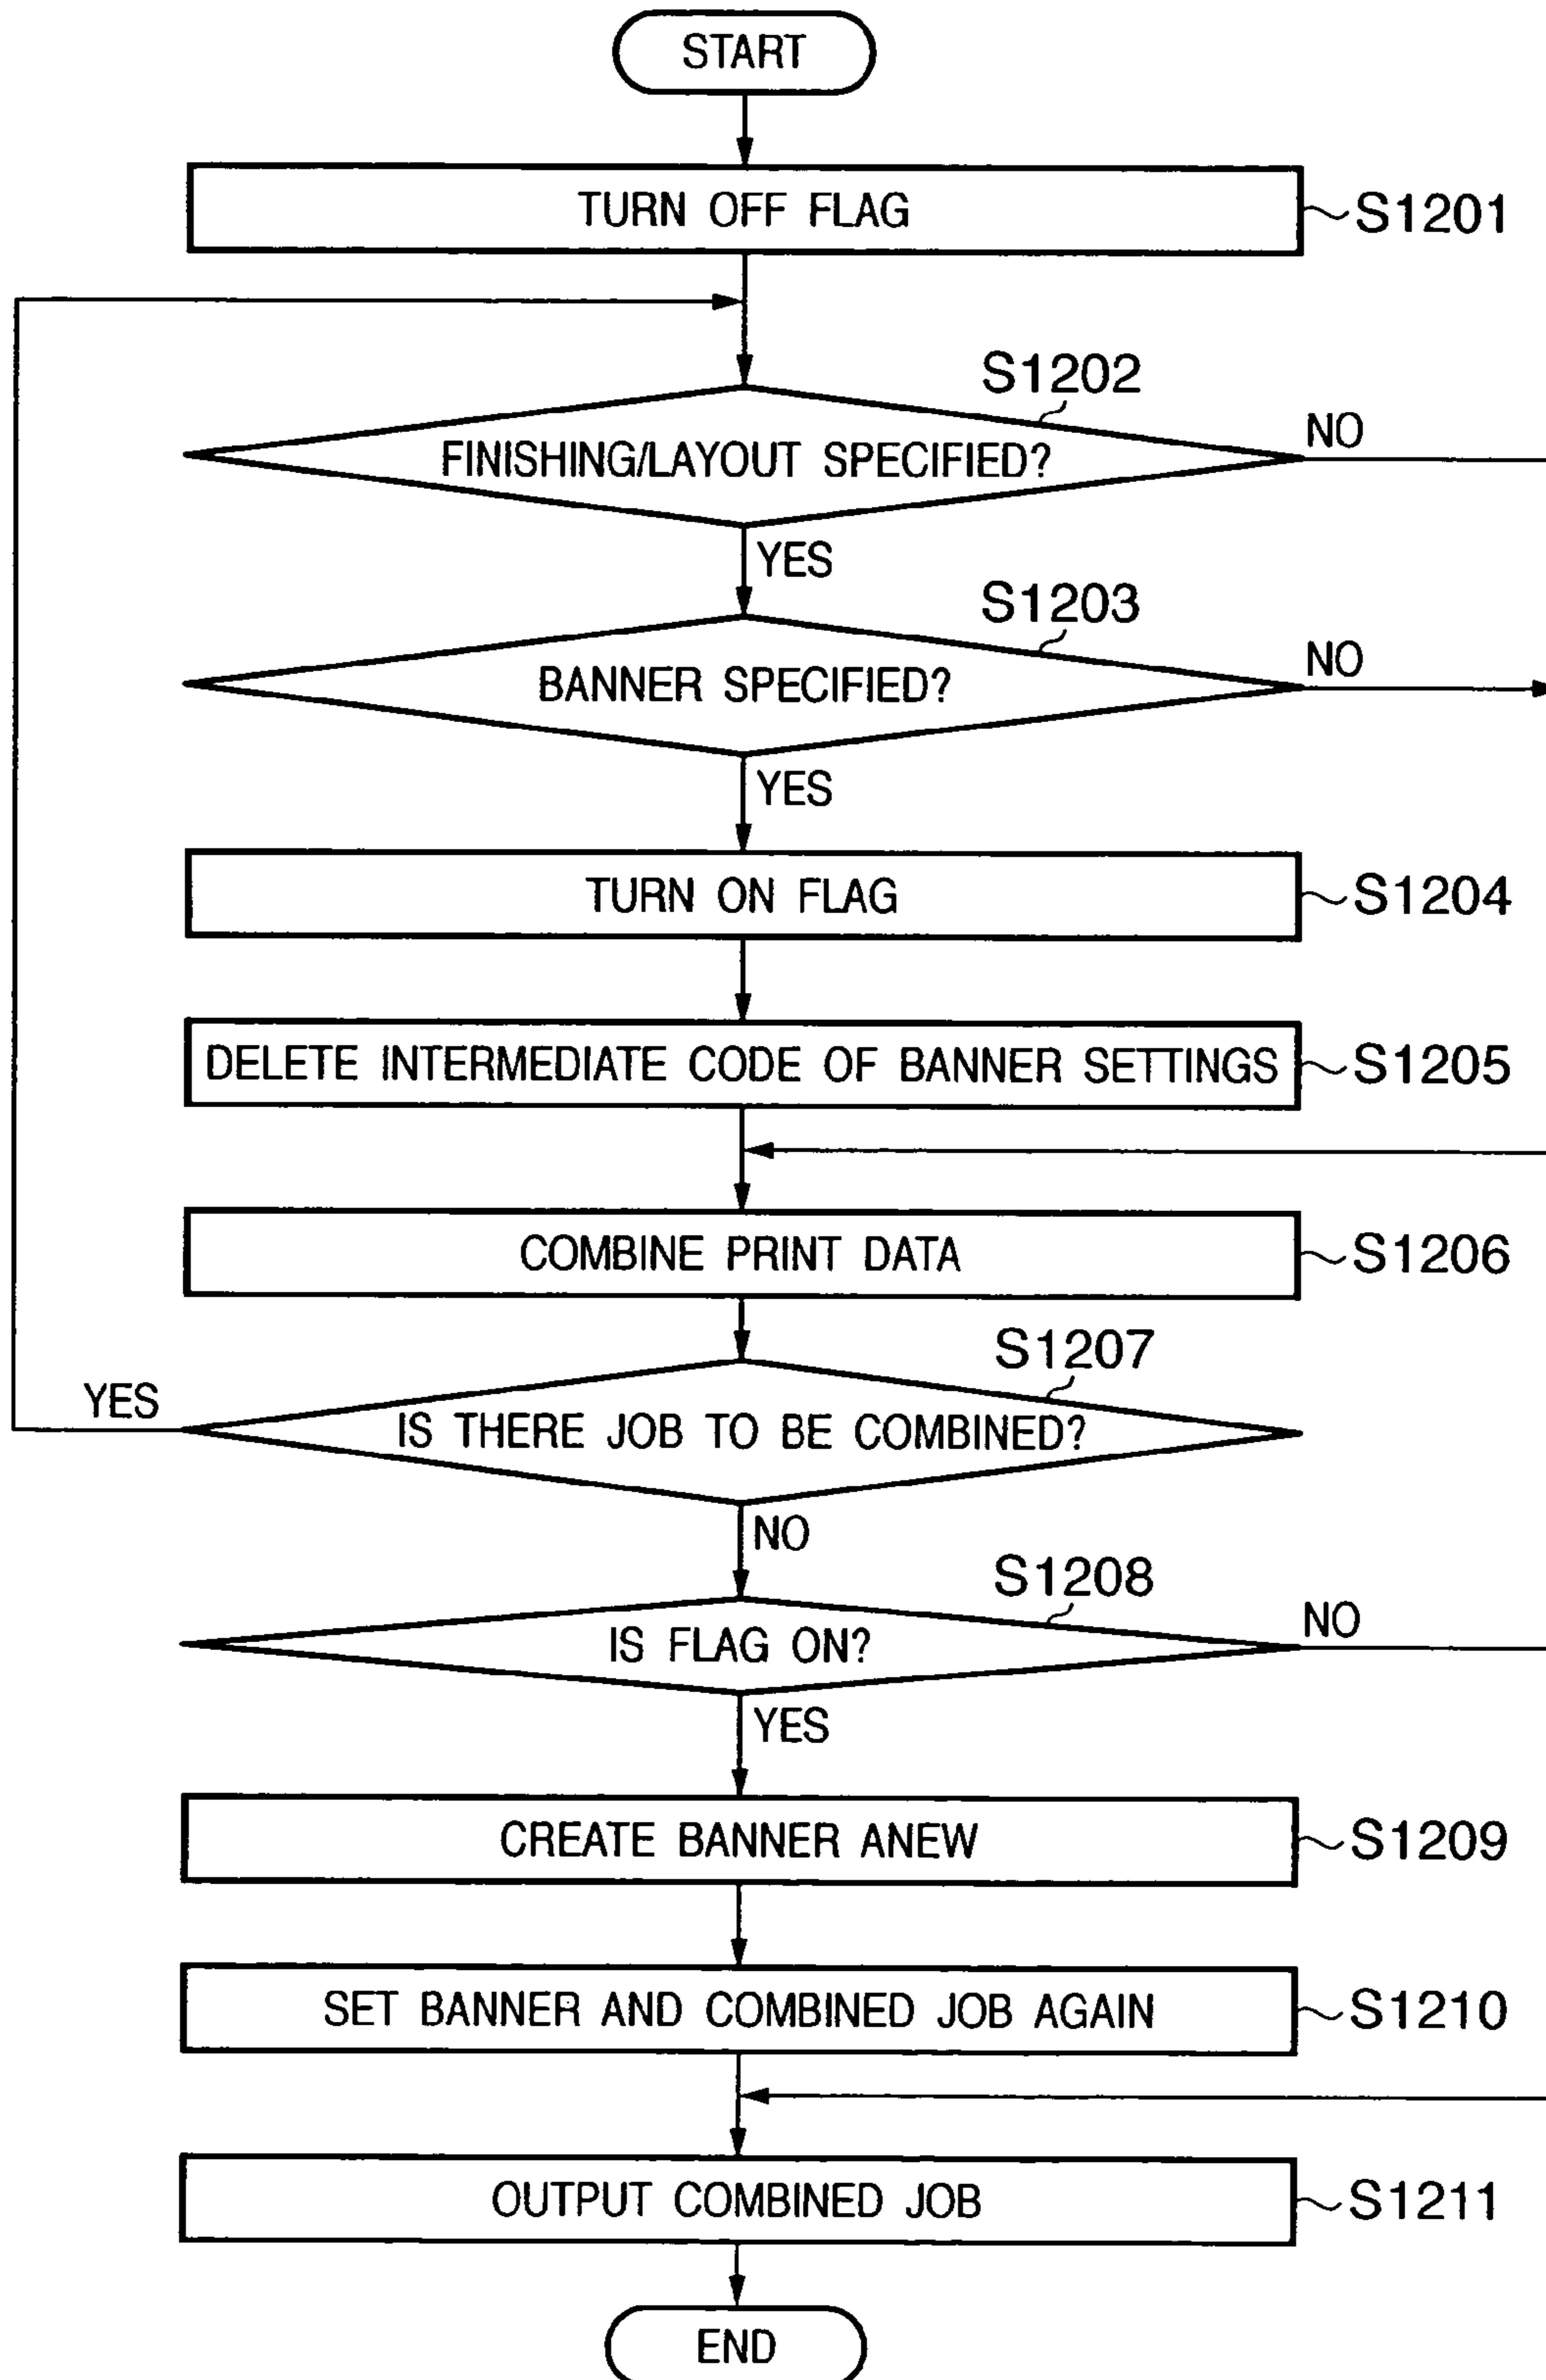 START
TURN OFF FLAG
S1201
S1202
FINISHING/LAYOUT SPECIFIED?
NO
YES
S1203
BANNER SPECIFIED?
NO
YES
TURN ON FLAG
S1204
DELETE INTERMEDIATE CODE OF BANNER SETTINGS
S1205
COMBINE PRINT DATA
S1206
S1207
YES
IS THERE JOB TO BE COMBINED?
NO
S1208
IS FLAG ON?
NO
YES
CREATE BANNER ANEW
S1209
SET BANNER AND COMBINED JOB AGAIN
S1210
OUTPUT COMBINED JOB
S1211
END